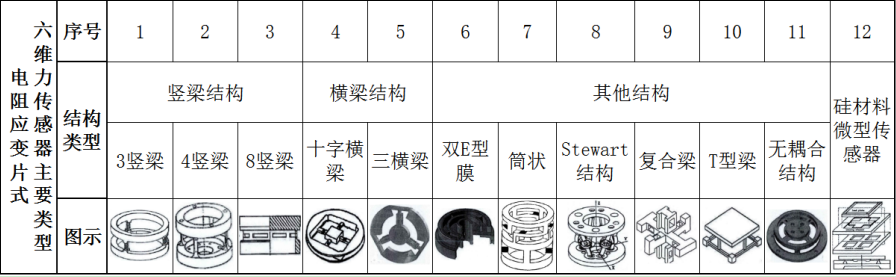 电阻应变片式
六维力传感器主要类型
序号 1 2 3 4 5 6 7 8 9 10 11 12
结构类型
竖梁结构 横梁结构 其他结构
硅材料微型传感器
3竖梁 4竖梁 8竖梁 十字横梁 三横梁 双E型膜 筒状 Stewart结构 复合梁 T型梁 无耦合结构
图示